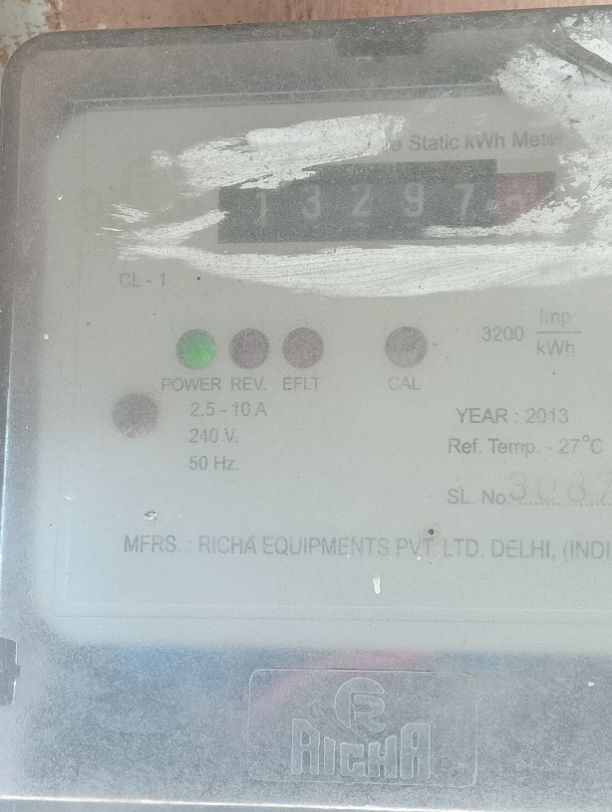 Static kWh Meter
1 3 2 9 7
CL - 1
3200 Imp
kWh
POWER REV. EFLT CAL
2.5 - 10 A
240 V.
50 Hz.
YEAR : 2013
Ref. Temp. - 27°C
SL. No.
MFRS. : RICHA EQUIPMENTS PVT. LTD. DELHI, (INDI
RICHA